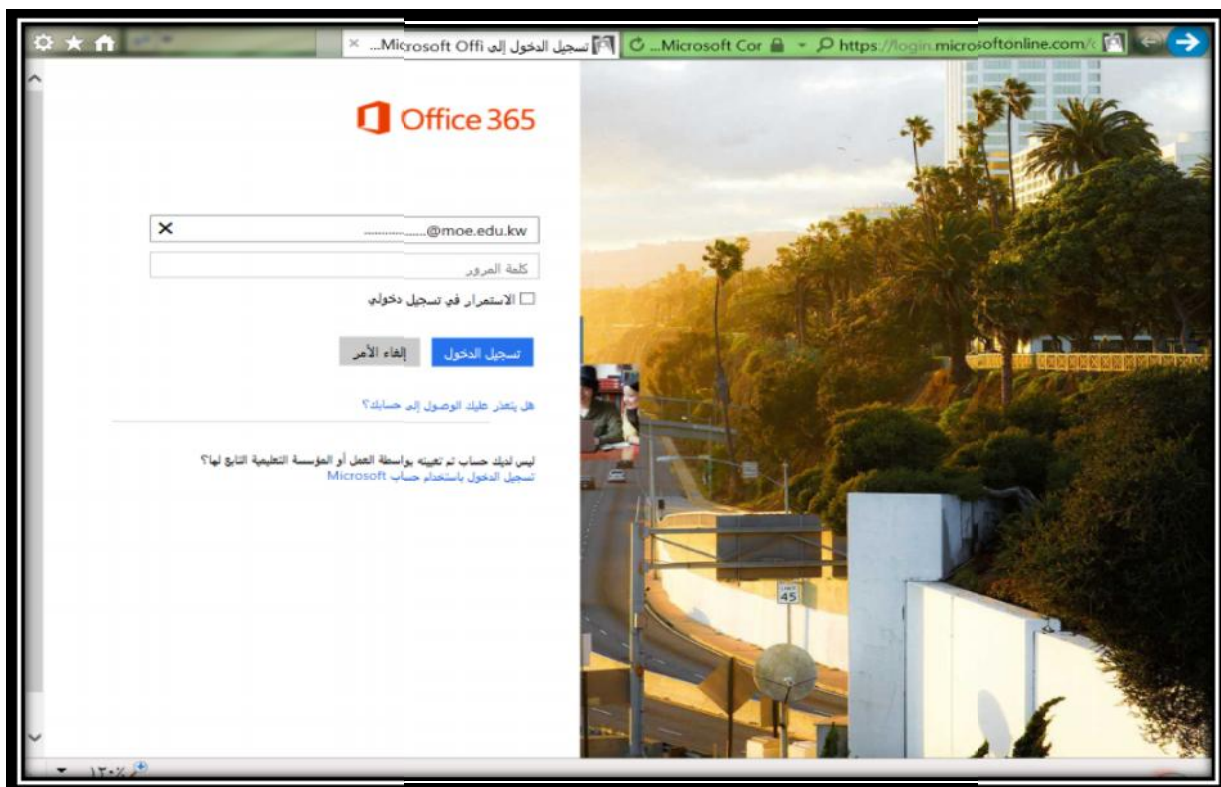 تسجيل الدخول إلى Microsoft Offi...
Microsoft Cor...
https://login.microsoftonline.com/
Office 365
..................@moe.edu.kw
كلمة المرور
الاستمرار في تسجيل دخولي
تسجيل الدخول
إلغاء الأمر
هل يتعذر عليك الوصول إلى حسابك؟
ليس لديك حساب تم تعيينه بواسطة العمل أو المؤسسة التعليمية التابع لها؟
تسجيل الدخول باستخدام حساب Microsoft
45
١٣٠٪